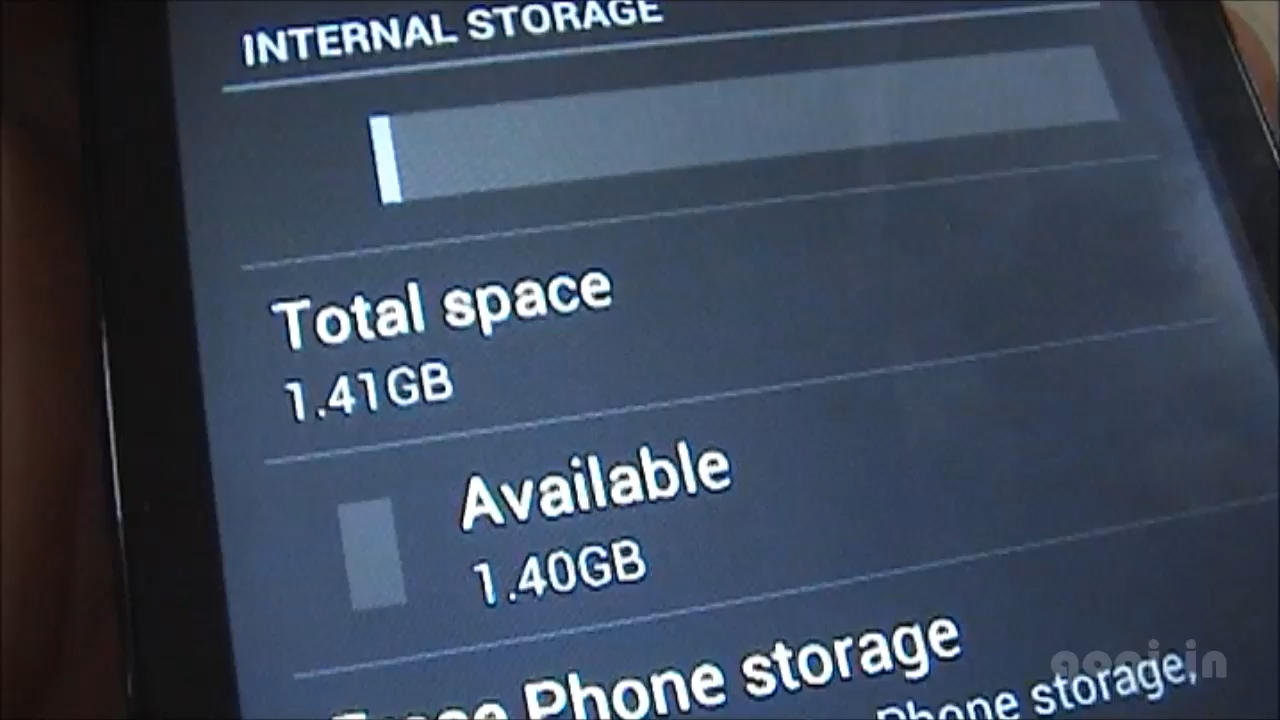 INTERNAL STORAGE
Total space
1.41GB
Available
1.40GB
Phone storage
Phone storage,